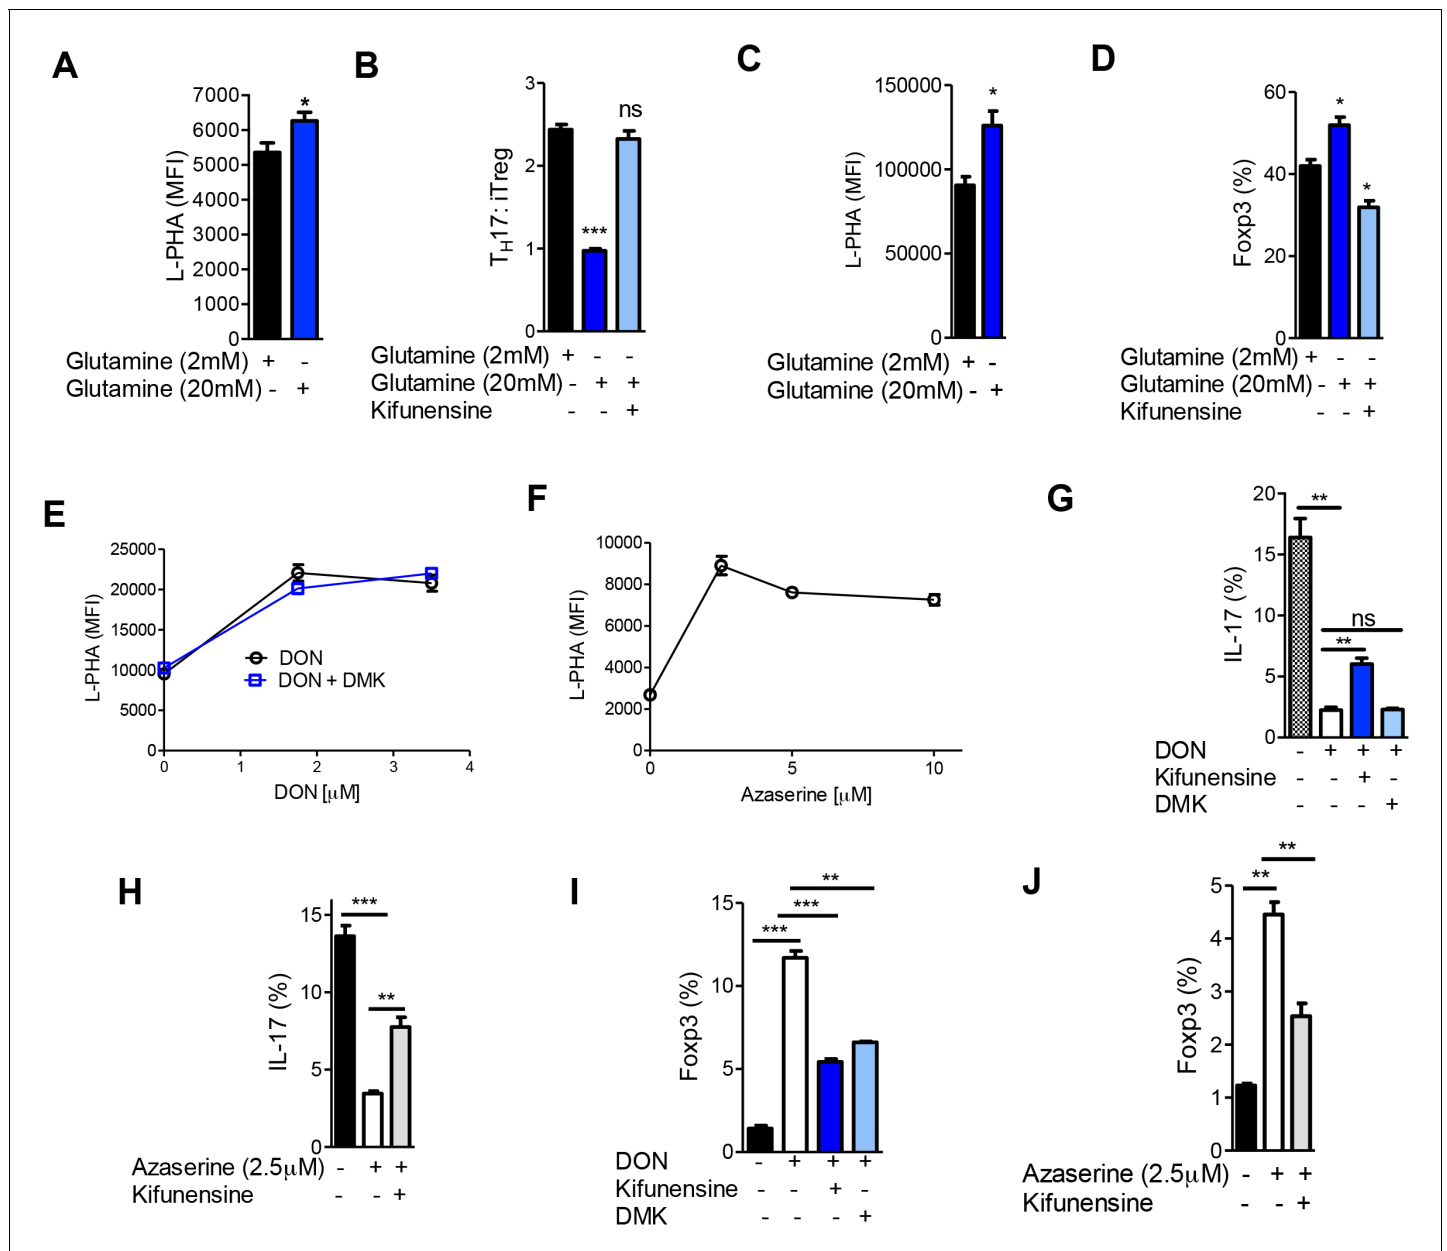 A
L-PHA (MFI)
7000
6000
5000
4000
3000
2000
1000
0
*
Glutamine (2mM) + -
Glutamine (20mM) - +
B
TH17: iTreg
3
2
1
0
***
ns
Glutamine (2mM) + - -
Glutamine (20mM) - + +
Kifunensine - - +
C
L-PHA (MFI)
150000
100000
50000
0
*
Glutamine (2mM) + -
Glutamine (20mM) - +
D
Foxp3 (%)
60
40
20
0
*
*
Glutamine (2mM) + - -
Glutamine (20mM) - + +
Kifunensine - - +
E
L-PHA (MFI)
25000
20000
15000
10000
5000
0
DON
DON + DMK
0 1 2 3 4
DON [μM]
F
L-PHA (MFI)
10000
8000
6000
4000
2000
0
0 5 10
Azaserine [μM]
G
IL-17 (%)
20
15
10
5
0
**
ns
**
DON - + + +
Kifunensine - - + -
DMK - - - +
H
IL-17 (%)
15
10
5
0
***
**
Azaserine (2.5μM) - + +
Kifunensine - - +
I
Foxp3 (%)
15
10
5
0
**
***
***
DON - + + +
Kifunensine - - + -
DMK - - - +
J
Foxp3 (%)
5
4
3
2
1
0
**
**
Azaserine (2.5μM) - + +
Kifunensine - - +